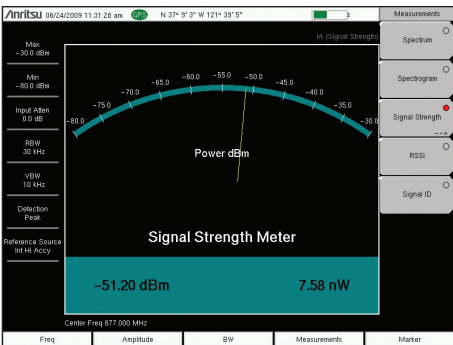 Anritsu 06/24/2009 11:31:28 am GPS N 37° 9' 3" W 121° 39' 5"
Measurements
IA (Signal Strength)
Max
-30.0 dBm
Min
-80.0 dBm
Input Atten
0.0 dB
RBW
30 kHz
VBW
10 kHz
Detection
Peak
Reference Source
Int Hi Accy
-80.0 -75.0 -70.0 -65.0 -60.0 -55.0 -50.0 -45.0 -40.0 -35.0 -30.0
Power dBm
Signal Strength Meter
-51.20 dBm 7.58 nW
Center Freq 877.000 MHz
Spectrum
Spectrogram
Signal Strength
-->
RSSI
Signal ID
Freq Amplitude BW Measurements Marker